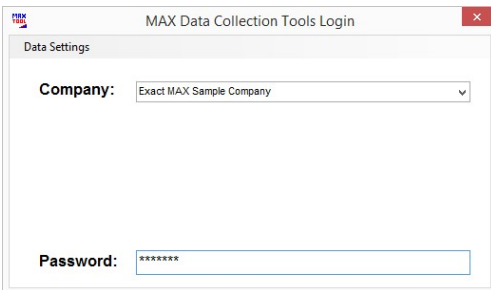 MAX
TOOL
MAX Data Collection Tools Login
Data Settings
Company:
Exact MAX Sample Company
Password:
*******